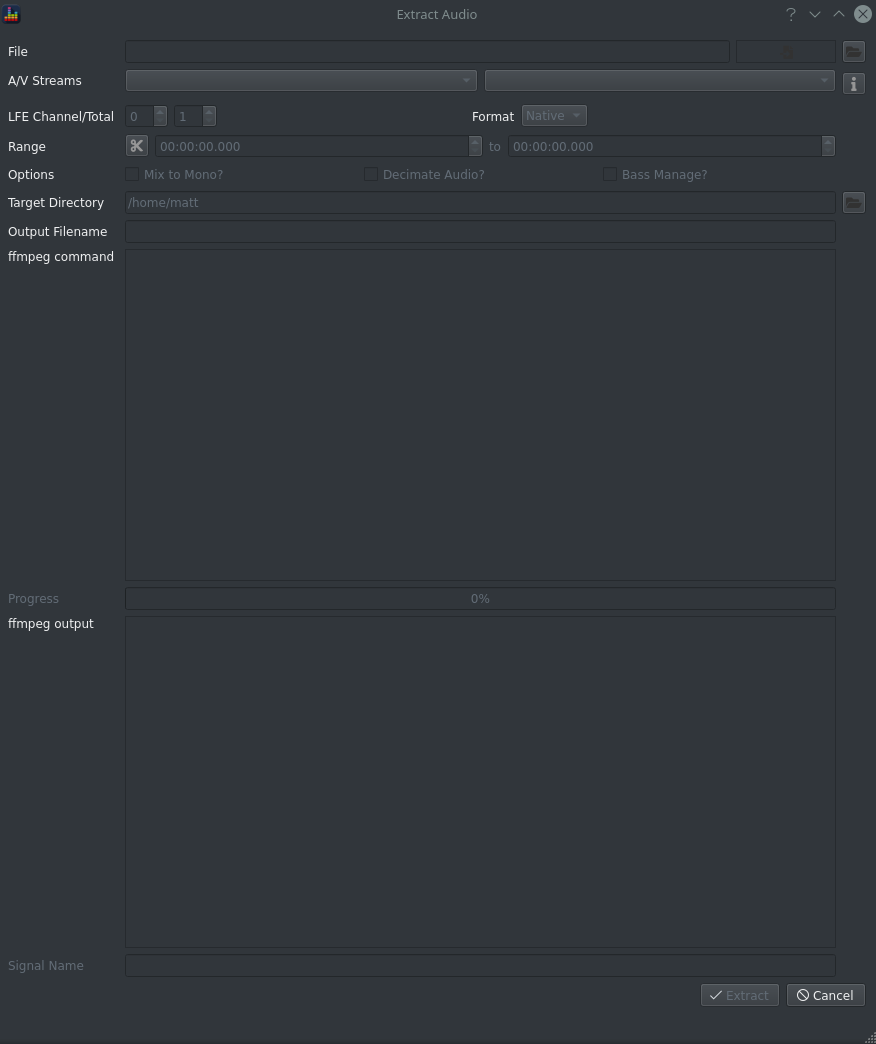 Extract Audio
File
A/V Streams
LFE Channel/Total 0 1 Format Native
Range 00:00:00.000 to 00:00:00.000
Options Mix to Mono? Decimate Audio? Bass Manage?
Target Directory /home/matt
Output Filename
ffmpeg command
Progress 0%
ffmpeg output
Signal Name
Extract Cancel